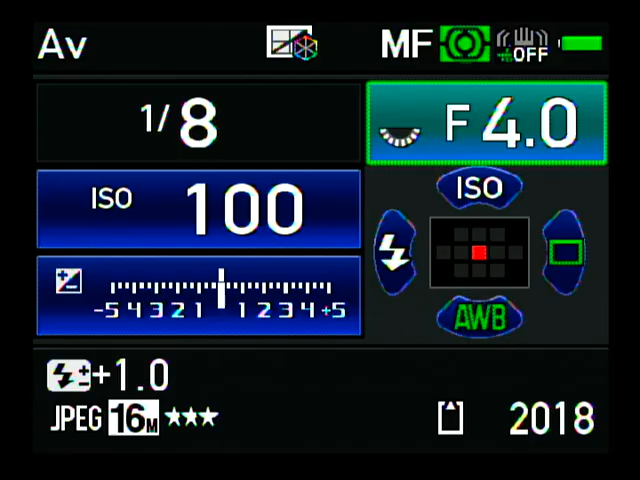 Av MF OFF
1/8 F 4.0
ISO 100 ISO
-5 4 3 2 1 1 2 3 4 +5
AWB
+1.0
JPEG 16M ★★★ 2018